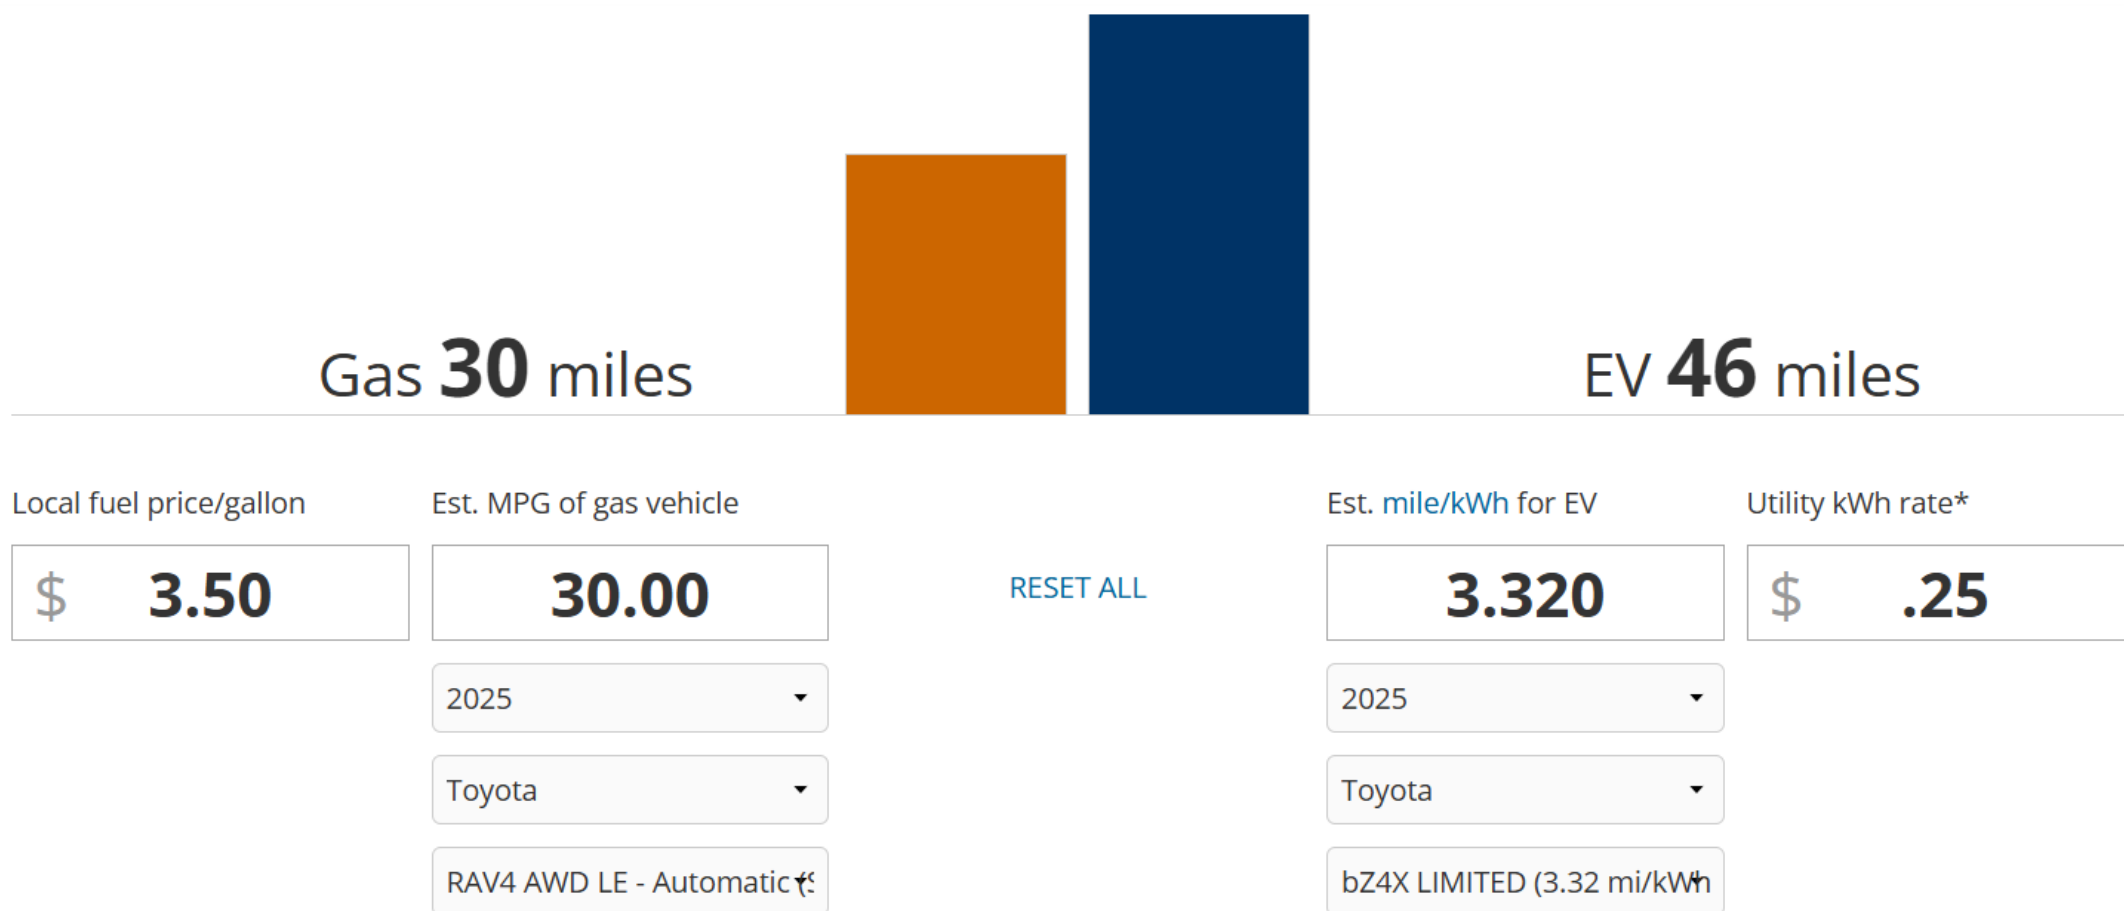 Gas 30 miles
EV 46 miles
Local fuel price/gallon
Est. MPG of gas vehicle
Est. mile/kWh for EV
Utility kWh rate*
$ 3.50
30.00
RESET ALL
3.320
$ .25
2025
2025
Toyota
Toyota
RAV4 AWD LE - Automatic (S
bZ4X LIMITED (3.32 mi/kWh